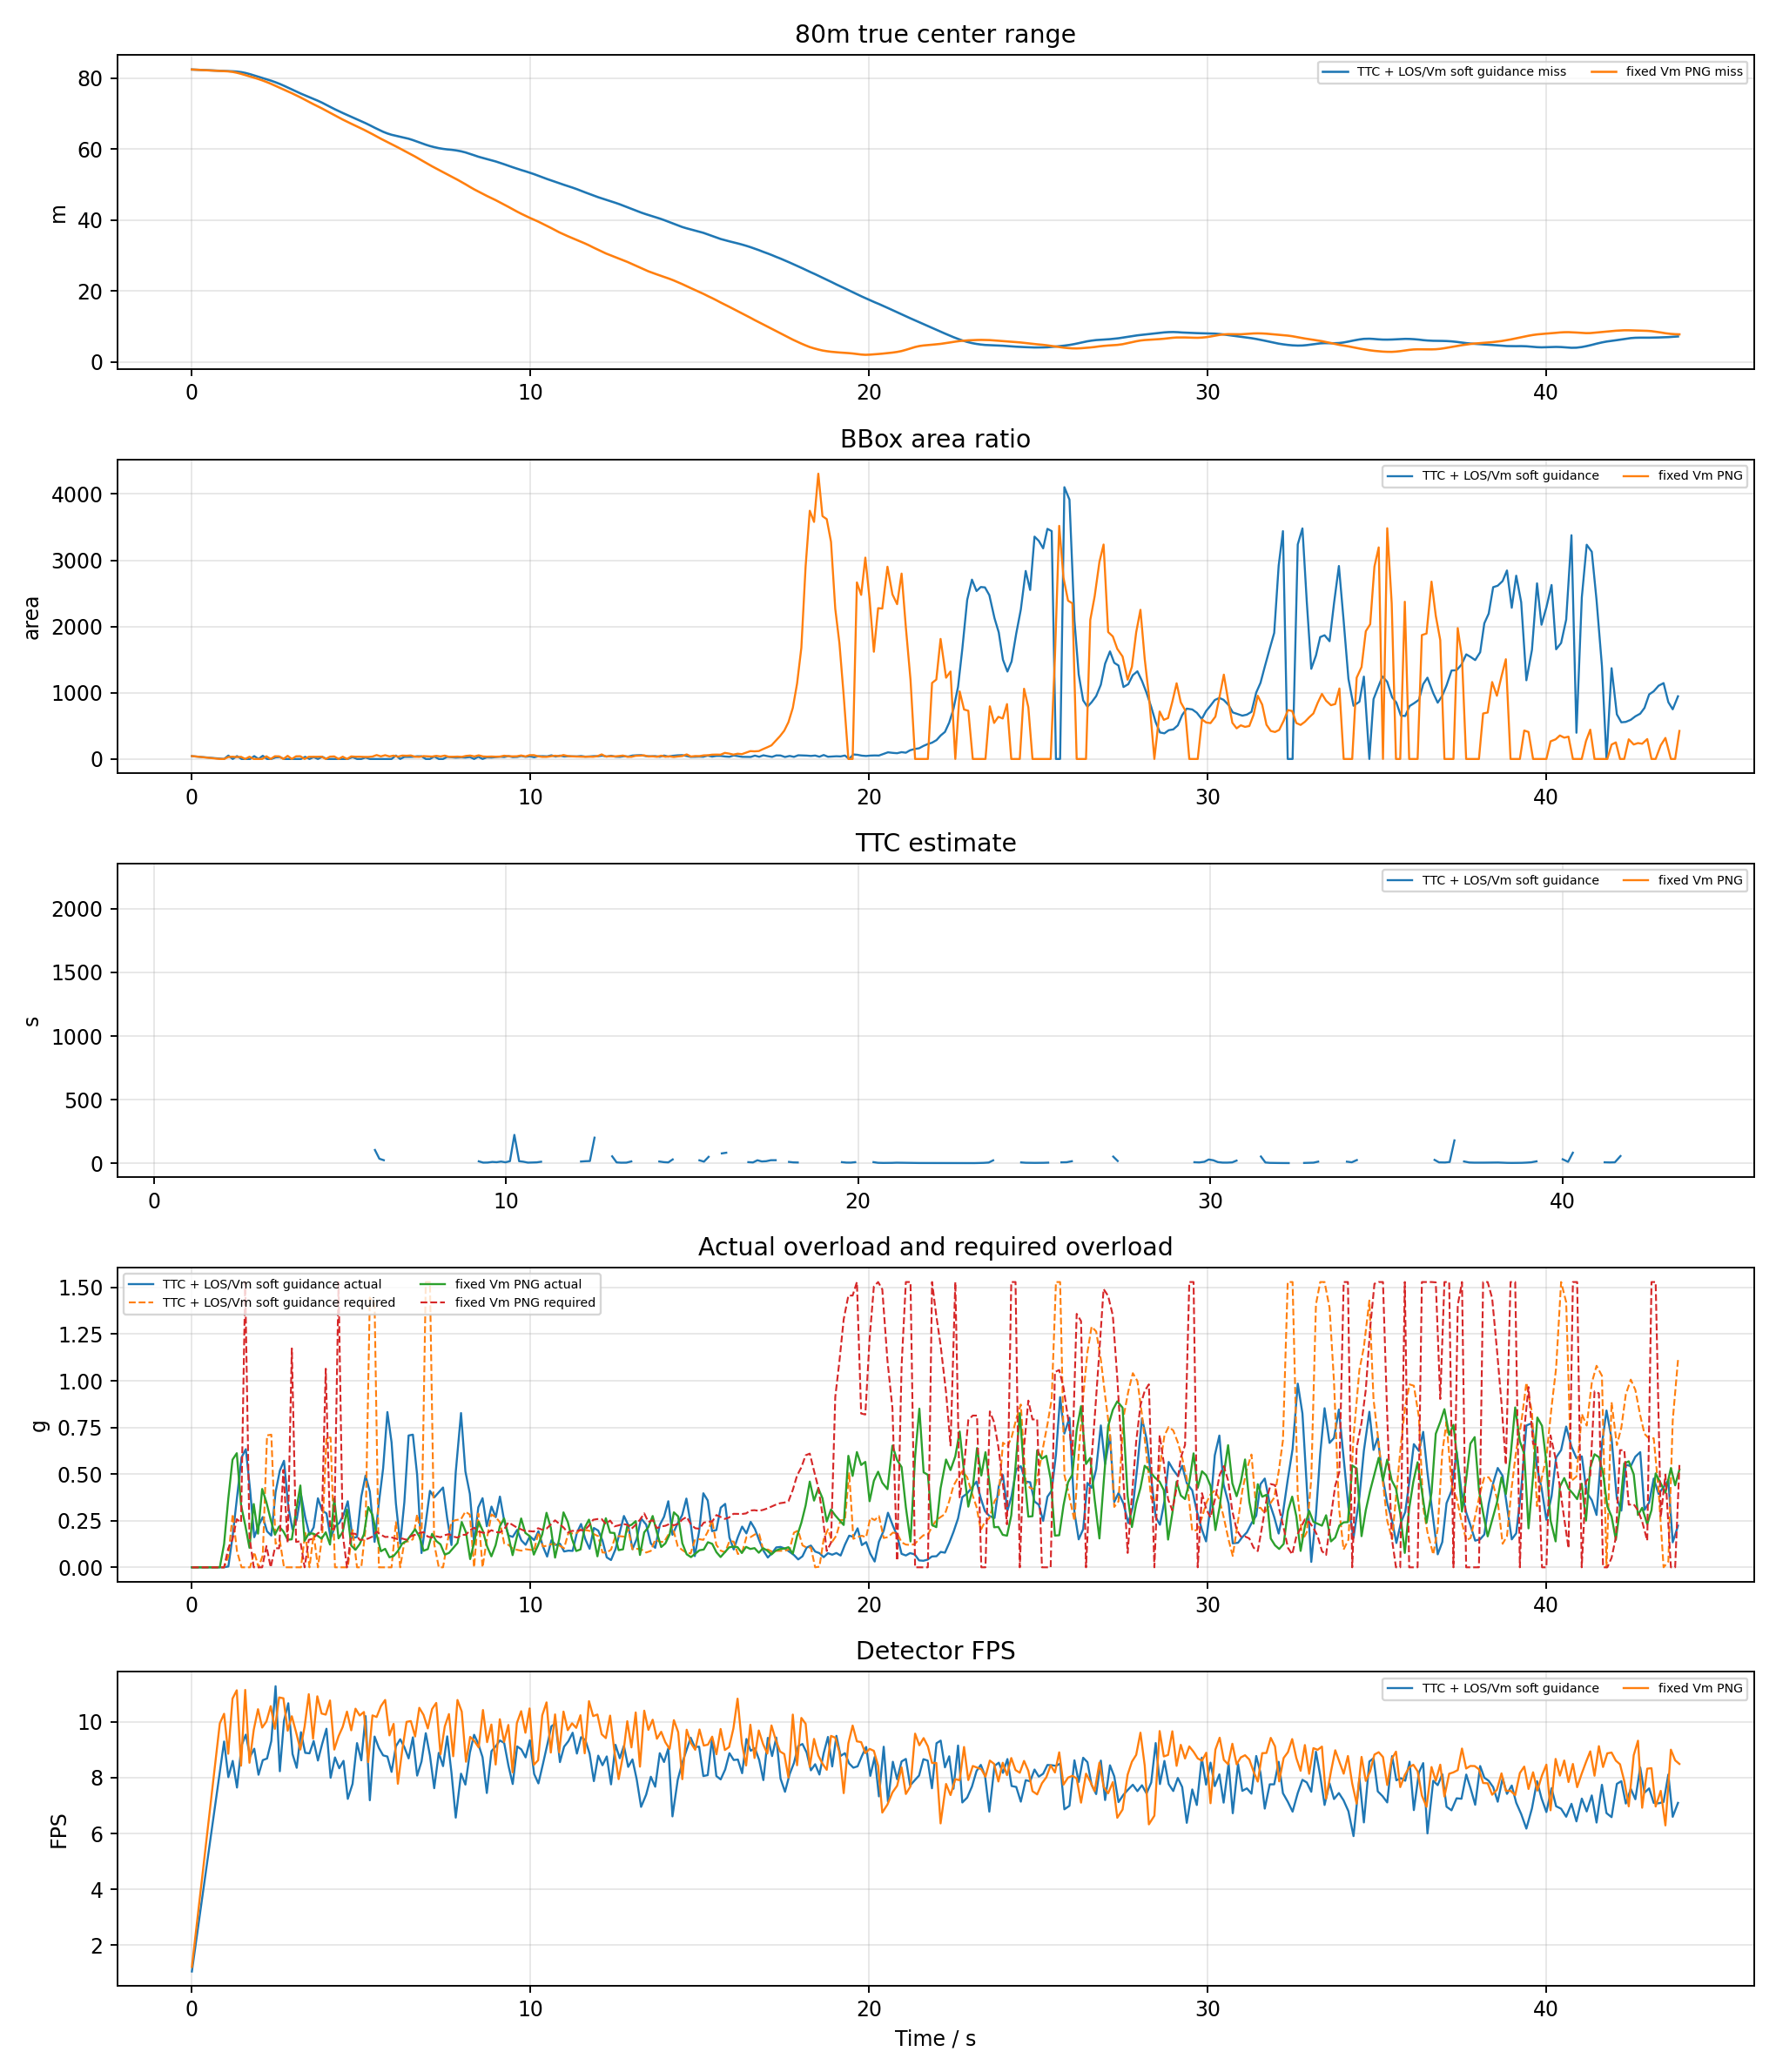 80m true center range
TTC + LOS/Vm soft guidance miss fixed Vm PNG miss
80
60
40
20
0
m
0 10 20 30 40
BBox area ratio
TTC + LOS/Vm soft guidance fixed Vm PNG
4000
3000
2000
1000
0
area
0 10 20 30 40
TTC estimate
TTC + LOS/Vm soft guidance fixed Vm PNG
2000
1500
1000
500
0
s
0 10 20 30 40
Actual overload and required overload
TTC + LOS/Vm soft guidance actual fixed Vm PNG actual
TTC + LOS/Vm soft guidance required fixed Vm PNG required
1.50
1.25
1.00
0.75
0.50
0.25
0.00
g
0 10 20 30 40
Detector FPS
TTC + LOS/Vm soft guidance fixed Vm PNG
10
8
6
4
2
FPS
0 10 20 30 40
Time / s